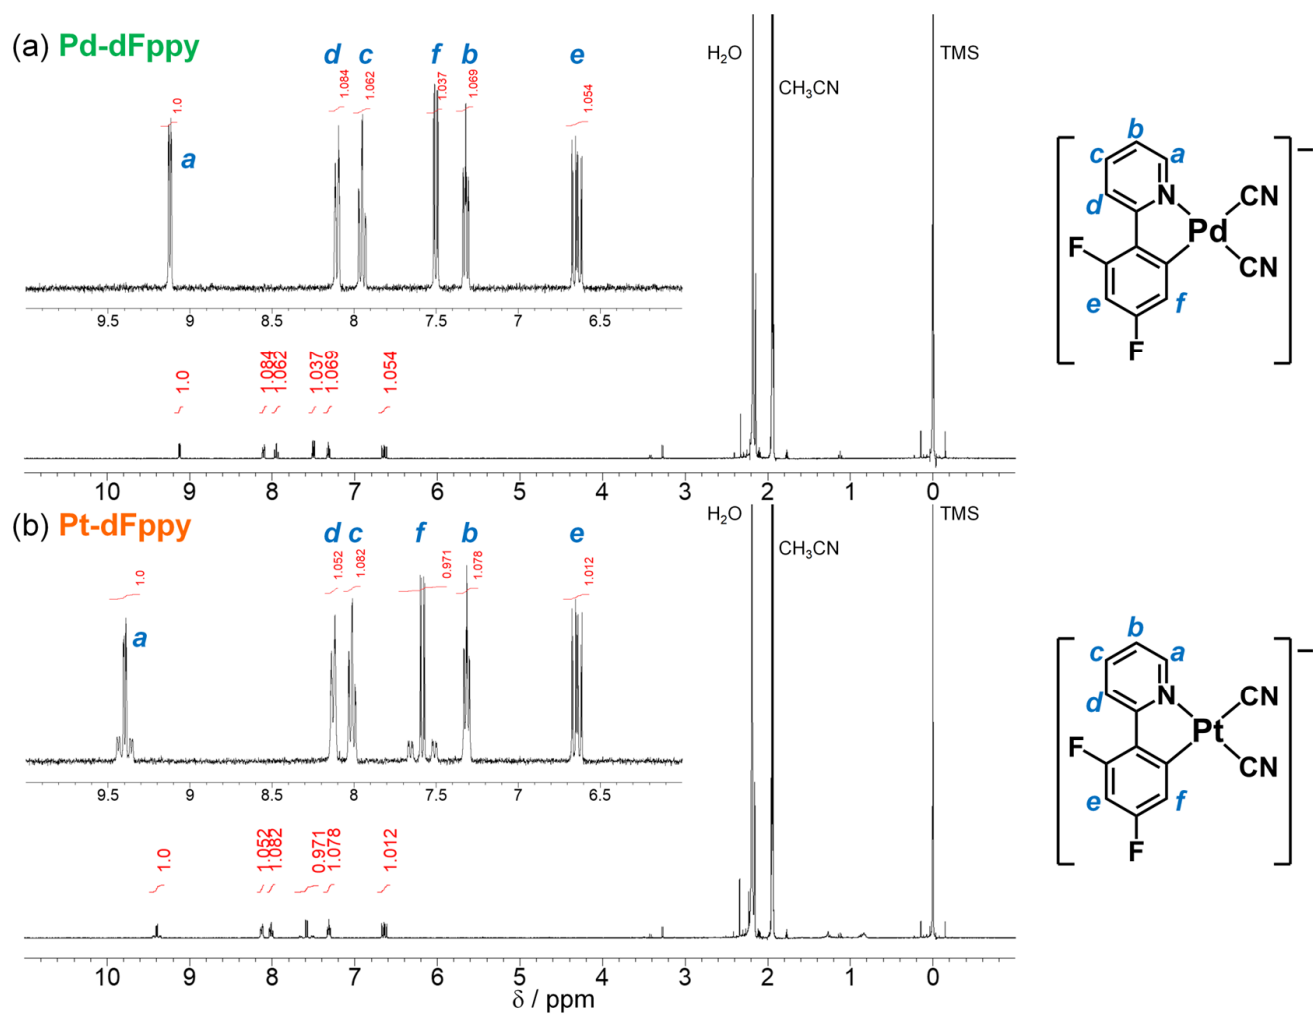 (a) Pd-dFppy
d c f b e
1.0 1.084 1.062 1.037 1.069 1.054
a
H2O
CH3CN
TMS
9.5 9 8.5 8 7.5 7 6.5
1.0 1.084 1.062 1.037 1.069 1.054
10 9 8 7 6 5 4 3 2 1 0
b
c a
d N CN
Pd
F CN
e f
F
−
(b) Pt-dFppy
d c f b e
1.0 1.052 1.082 0.971 1.078 1.012
a
H2O
CH3CN
TMS
9.5 9 8.5 8 7.5 7 6.5
1.0 1.052 1.082 0.971 1.078 1.012
10 9 8 7 6 5 4 3 2 1 0
δ / ppm
b
c a
d N CN
Pt
F CN
e f
F
−